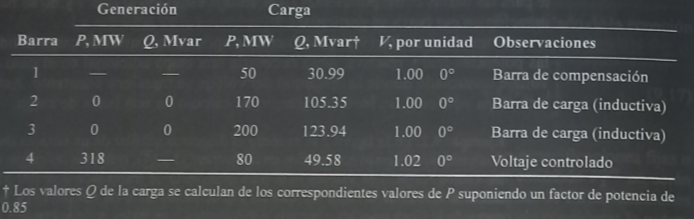 Generación Carga
Barra P, MW Q, Mvar P, MW Q, Mvar† V, por unidad Observaciones
1 — — 50 30.99 1.00 0° Barra de compensación
2 0 0 170 105.35 1.00 0° Barra de carga (inductiva)
3 0 0 200 123.94 1.00 0° Barra de carga (inductiva)
4 318 — 80 49.58 1.02 0° Voltaje controlado
† Los valores Q de la carga se calculan de los correspondientes valores de P suponiendo un factor de potencia de
0.85